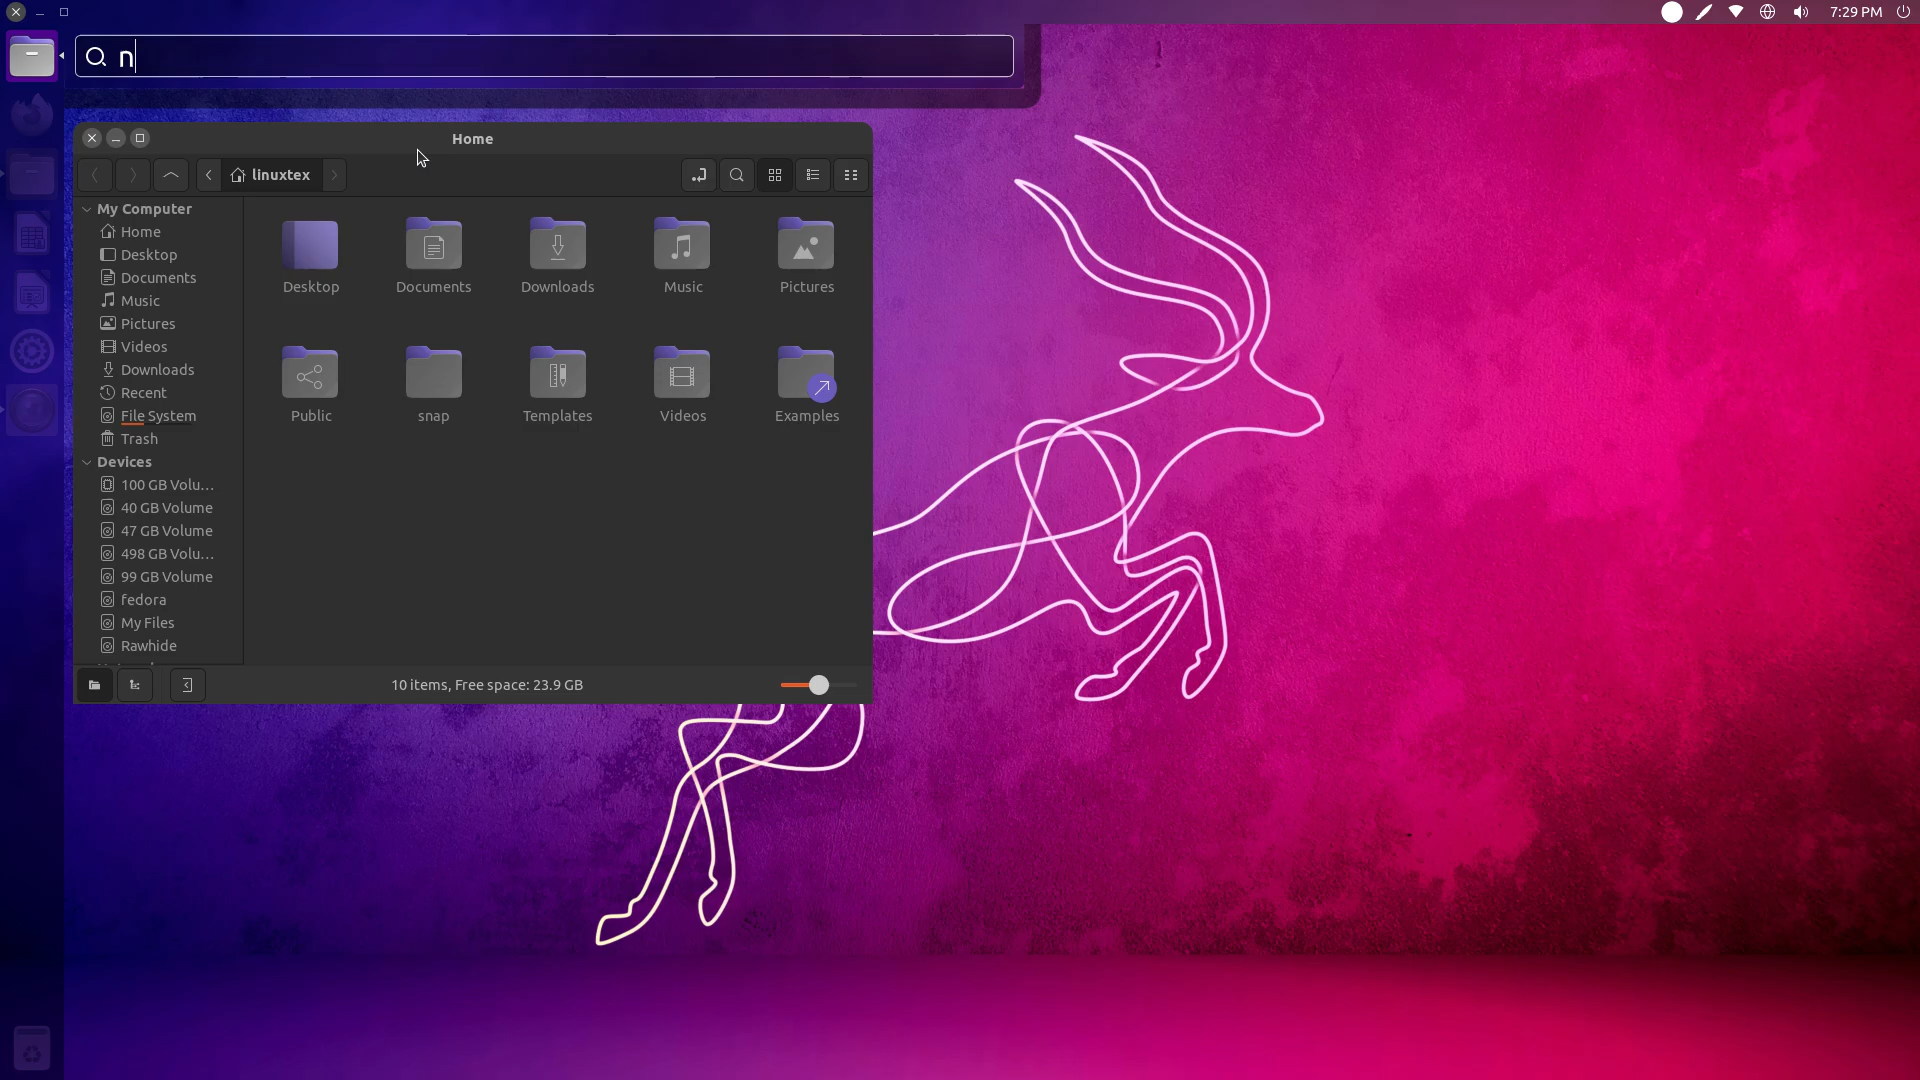 7:29 PM
n
Home
linuxtex
My Computer
Home
Desktop
Documents
Music
Pictures
Videos
Downloads
Recent
File System
Trash
Devices
100 GB Volu...
40 GB Volume
47 GB Volume
498 GB Volu...
99 GB Volume
fedora
My Files
Rawhide
Desktop
Documents
Downloads
Music
Pictures
Public
snap
Templates
Videos
Examples
10 items, Free space: 23.9 GB